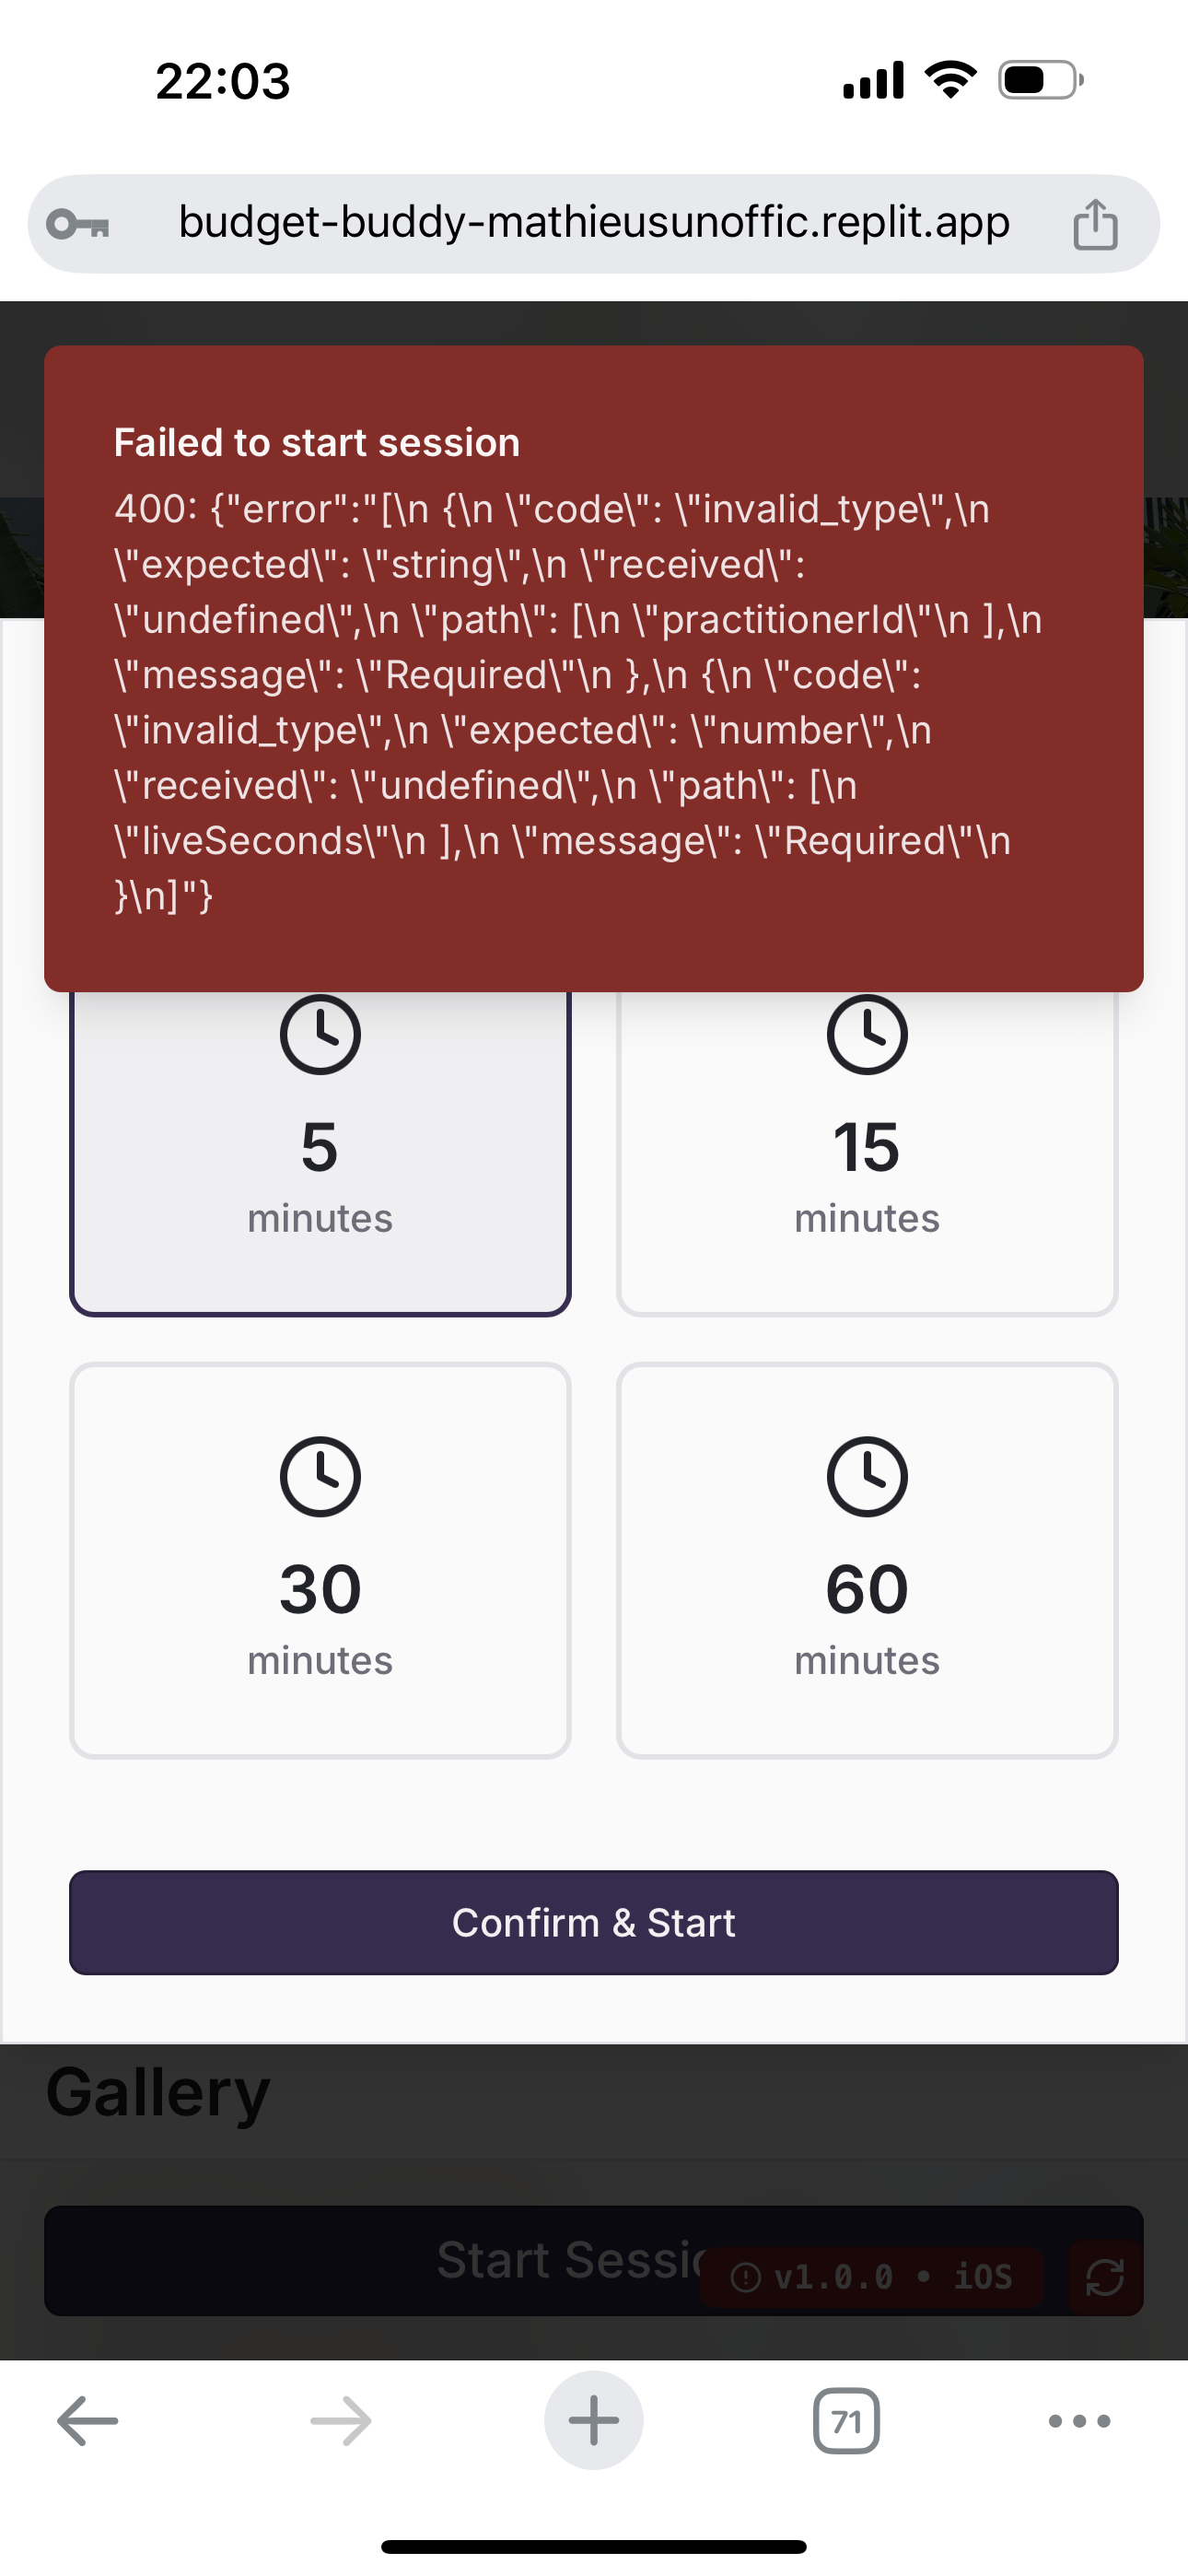 22:03
budget-buddy-mathieusunoffic.replit.app
Failed to start session
400: {"error":"[\n {\n \"code\": \"invalid_type\",\n
\"expected\": \"string\",\n \"received\":
\"undefined\",\n \"path\": [\n \"practitionerId\"\n ],\n
\"message\": \"Required\"\n },\n {\n \"code\":
\"invalid_type\",\n \"expected\": \"number\",\n
\"received\": \"undefined\",\n \"path\": [\n
\"liveSeconds\"\n ],\n \"message\": \"Required\"\n
}\n]"}
5
minutes
15
minutes
30
minutes
60
minutes
Confirm & Start
Gallery
Start Sessio
v1.0.0 • iOS
71